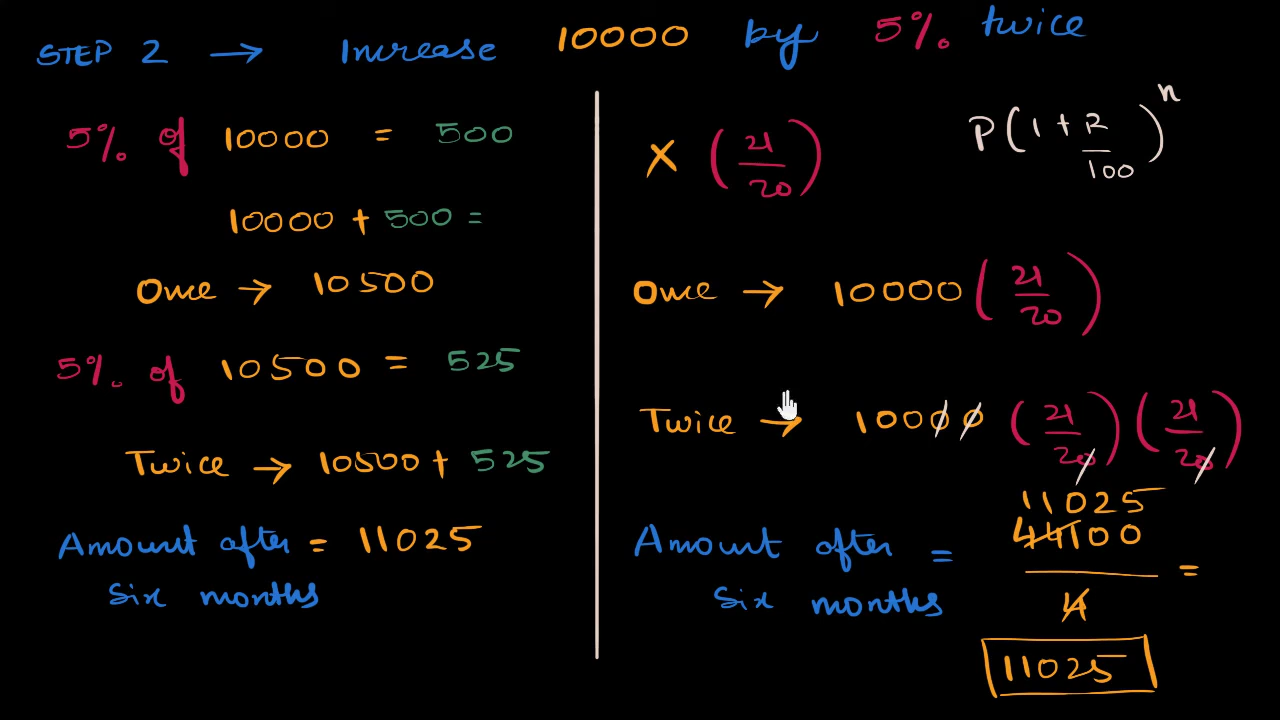 STEP 2 → Increase 10000 by 5% twice
5% of 10000 = 500
10000 + 500 =
Once → 10500
5% of 10500 = 525
Twice → 10500 + 525
Amount after = 11025
six months
× (21/20)
P(1 + R/100)^n
Once → 10000 (21/20)
Twice → 10000 (21/20) (21/20)
11025
Amount after = 44100/4 =
six months
11025